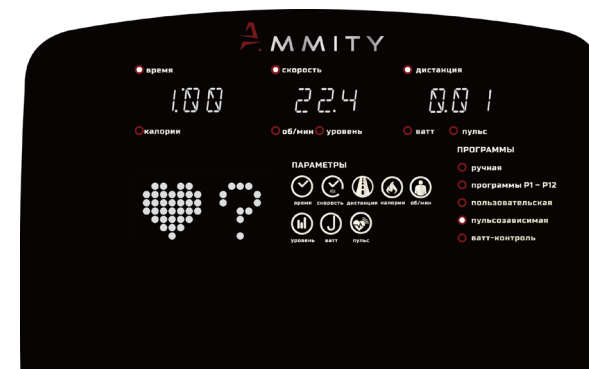 AMMITY
время скорость дистанция
1:00 22.4 0.01
калории об/мин уровень ватт пульс
ПРОГРАММЫ
ручная
программы P1 – P12
пользовательская
пульсозависимая
ватт-контроль
ПАРАМЕТРЫ
время скорость дистанция калории об/мин
уровень ватт пульс
?